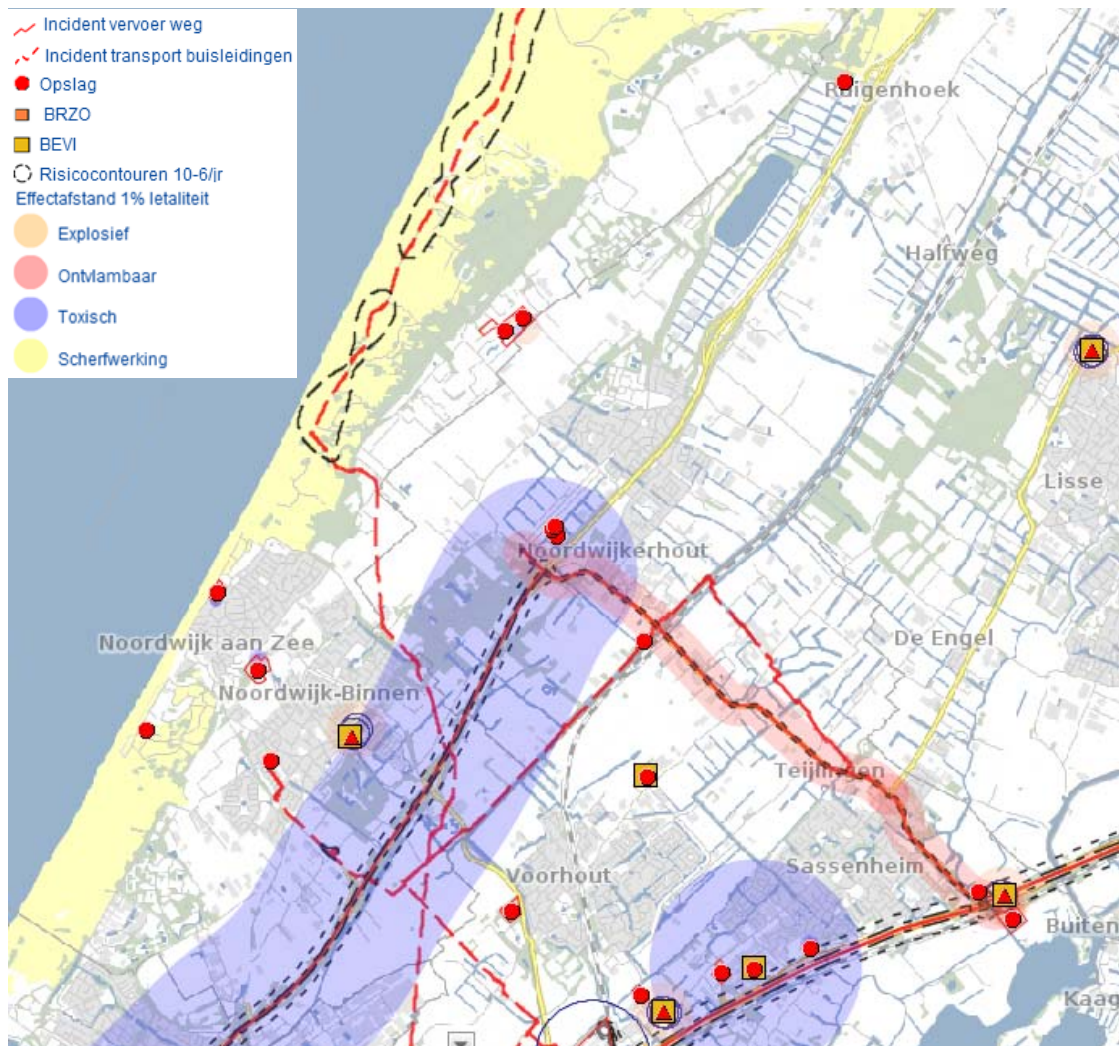 Incident vervoer weg
Incident transport buisleidingen
Opslag
BRZO
BEVI
Risicocontouren 10-6/jr
Effectafstand 1% letaliteit
Explosief
Ontvlambaar
Toxisch
Scherfwerking
Ruigenhoek
Halfweg
Lisse
Noordwijkerhout
De Engel
Noordwijk aan Zee
Noordwijk-Binnen
Teijlingen
Sassenheim
Voorhout
Buiten
Kaag